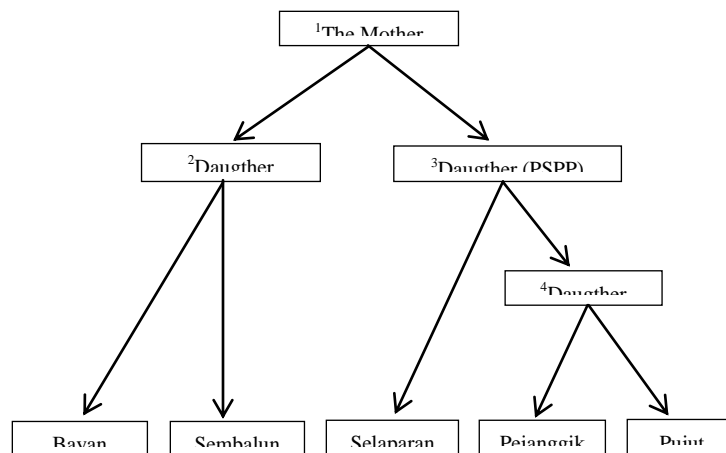 ¹The Mother
²Daugther
³Daugther (PSPP)
⁴Daugther
Bayan
Sembalun
Selaparan
Pejanggik
Pujut